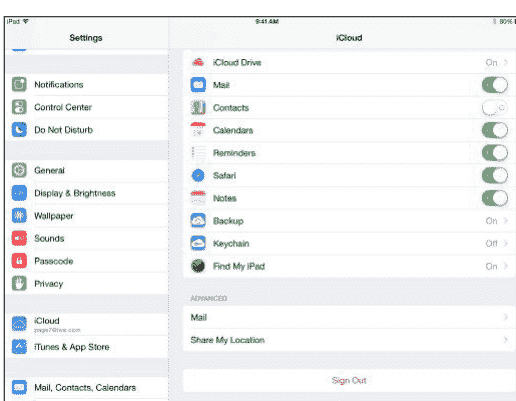 iPad 9:41 AM 80%
Settings
iCloud
Notifications
Control Center
Do Not Disturb
General
Display & Brightness
Wallpaper
Sounds
Passcode
Privacy
iCloud
iTunes & App Store
Mail, Contacts, Calendars
iCloud Drive On
Mail
Contacts
Calendars
Reminders
Safari
Notes
Backup On
Keychain Off
Find My iPad On
ADVANCED
Mail
Share My Location
Sign Out